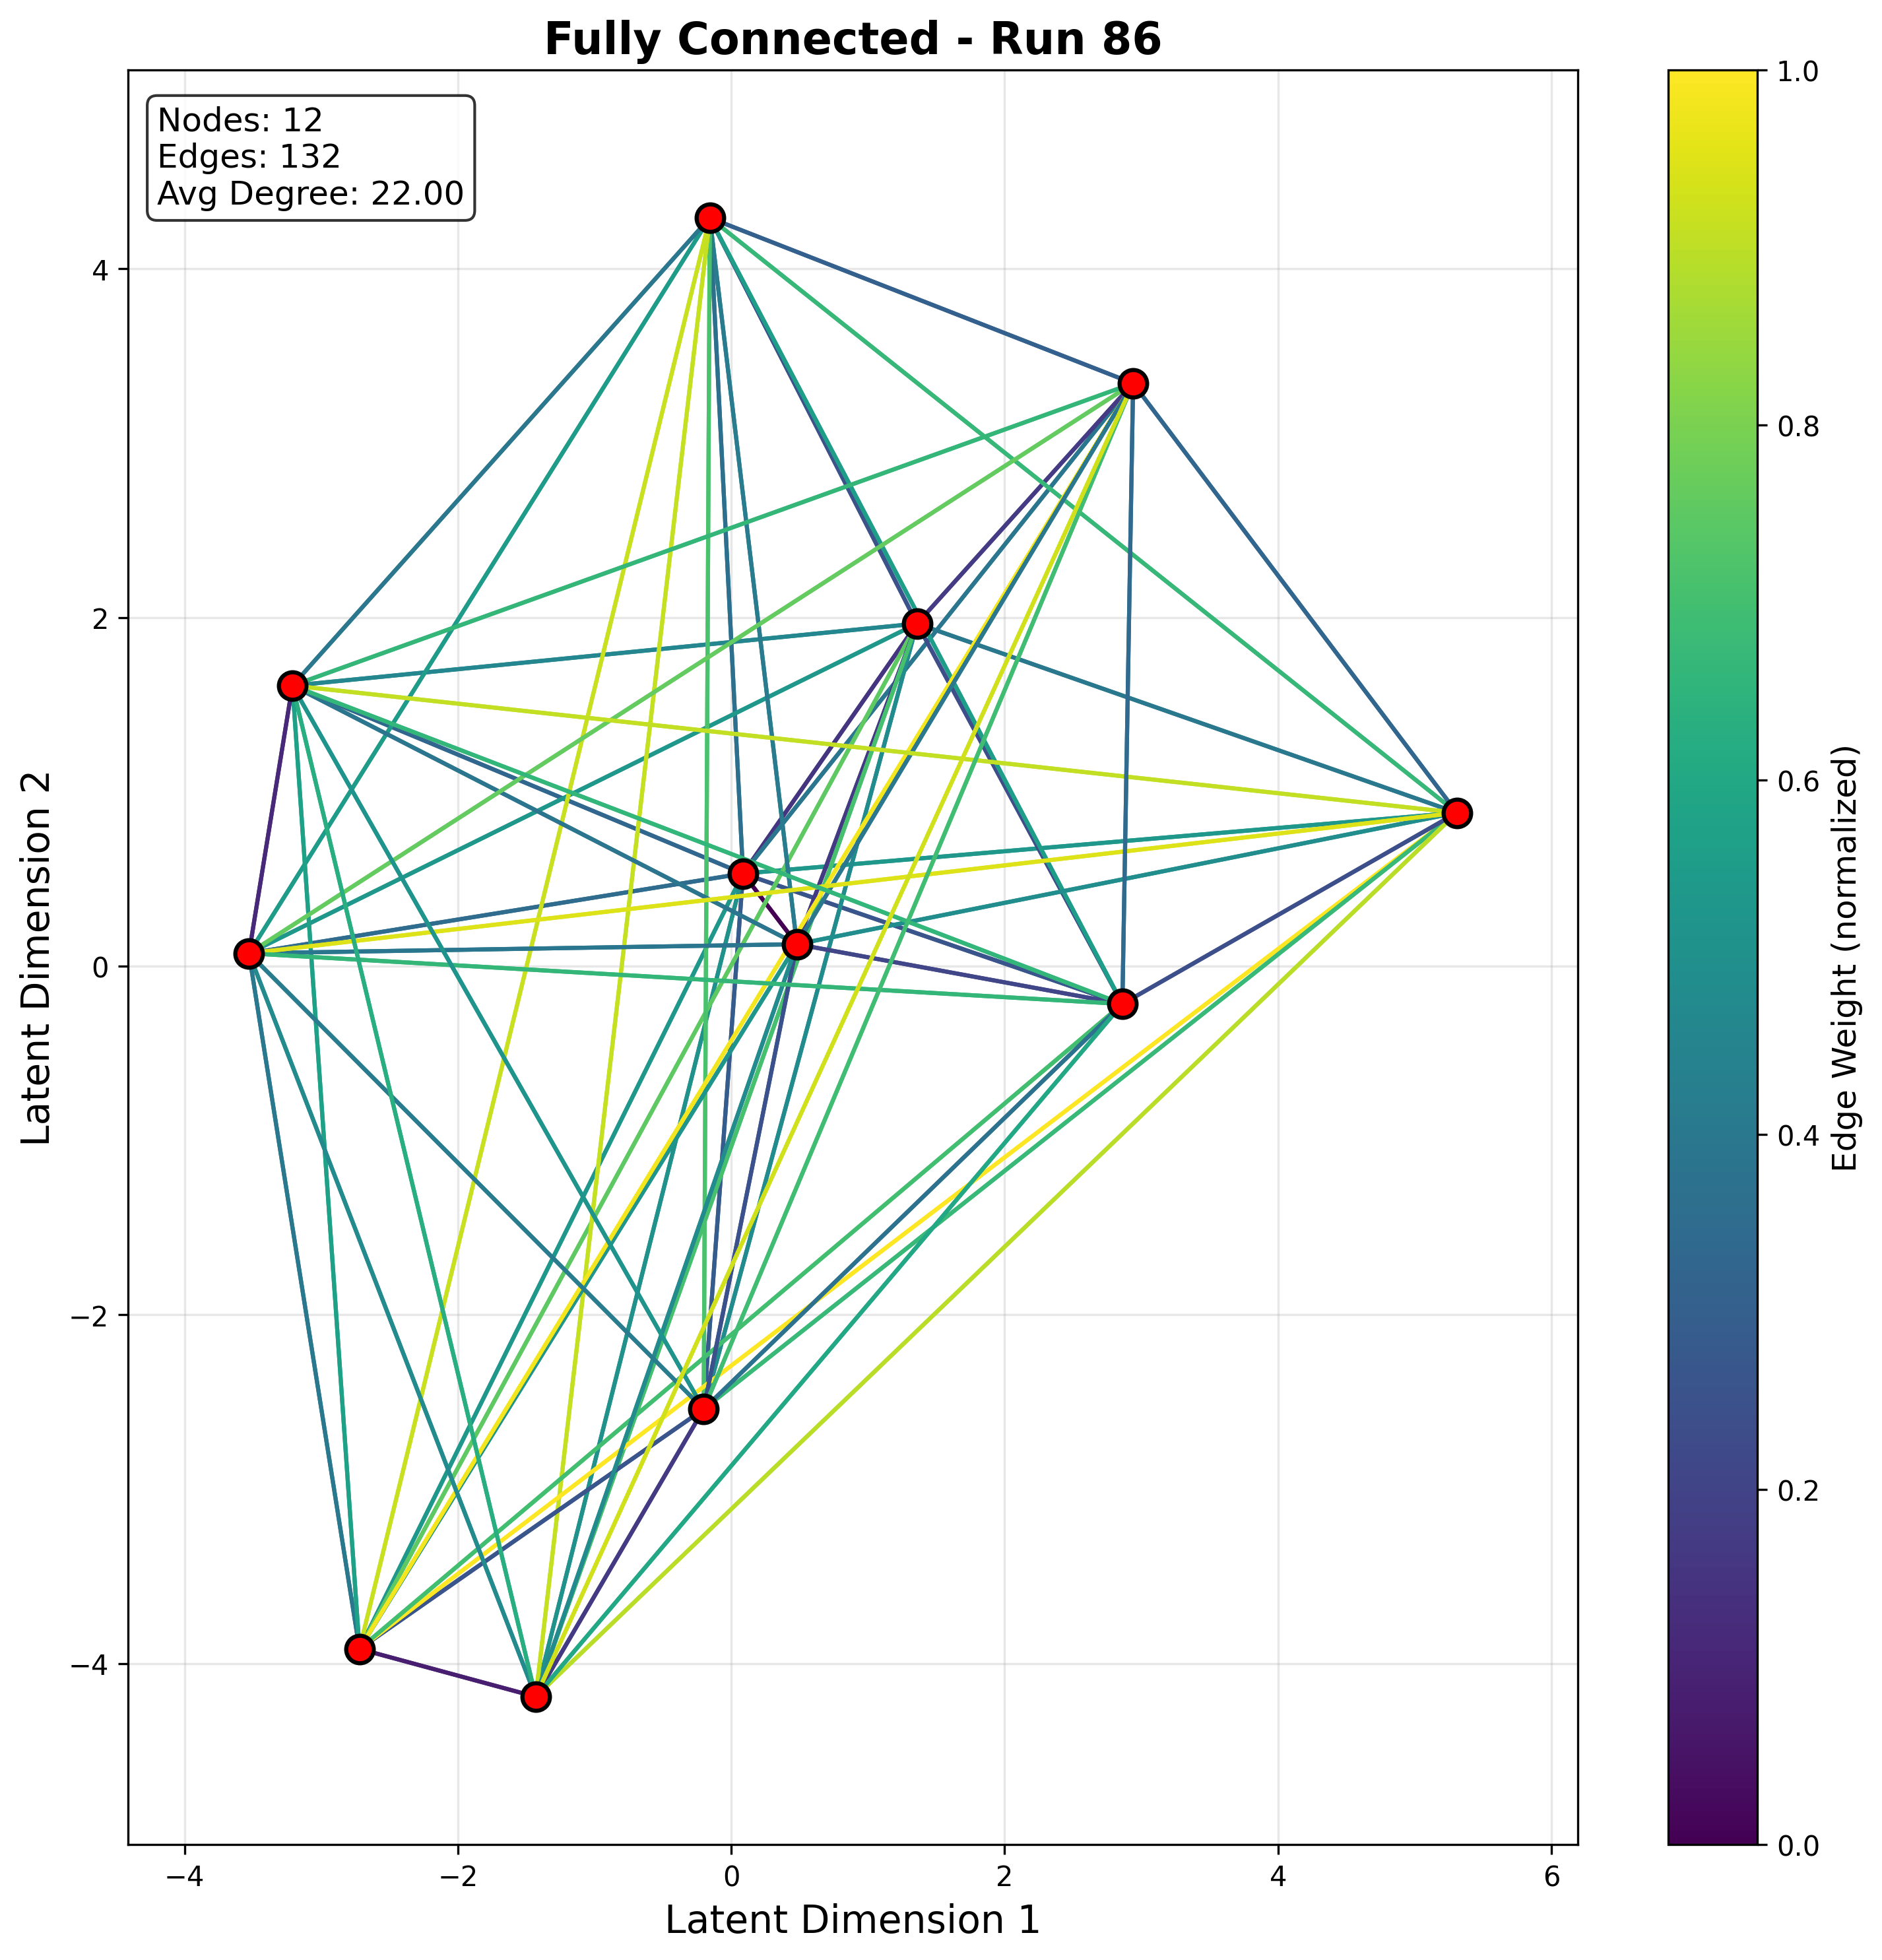 Fully Connected - Run 86
Nodes: 12
Edges: 132
Avg Degree: 22.00
Latent Dimension 2
4
2
0
−2
−4
−4
−2
0
2
4
6
Latent Dimension 1
1.0
0.8
0.6
0.4
0.2
0.0
Edge Weight (normalized)